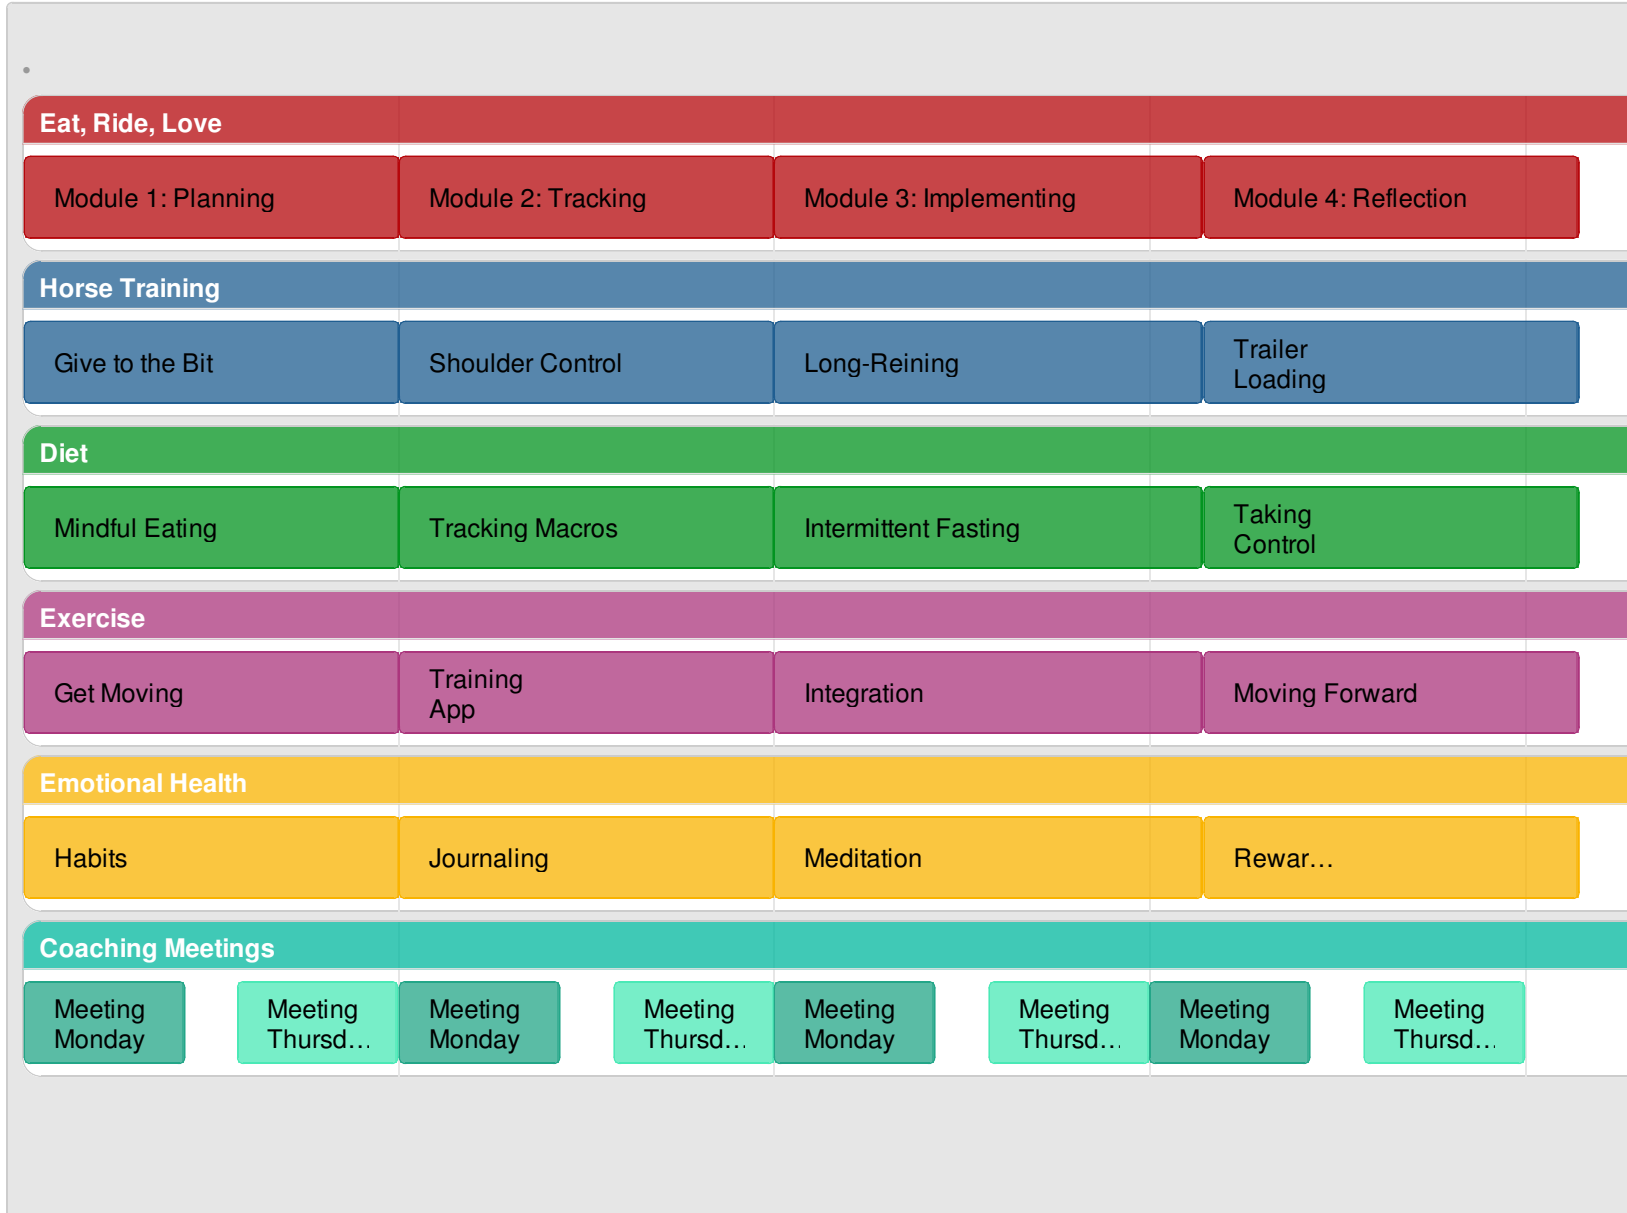 Eat, Ride, Love
Module 1: Planning
Module 2: Tracking
Module 3: Implementing
Module 4: Reflection
Horse Training
Give to the Bit
Shoulder Control
Long-Reining
Trailer
Loading
Diet
Mindful Eating
Tracking Macros
Intermittent Fasting
Taking
Control
Exercise
Get Moving
Training
App
Integration
Moving Forward
Emotional Health
Habits
Journaling
Meditation
Rewar…
Coaching Meetings
Meeting
Monday
Meeting
Thursd…
Meeting
Monday
Meeting
Thursd…
Meeting
Monday
Meeting
Thursd…
Meeting
Monday
Meeting
Thursd…